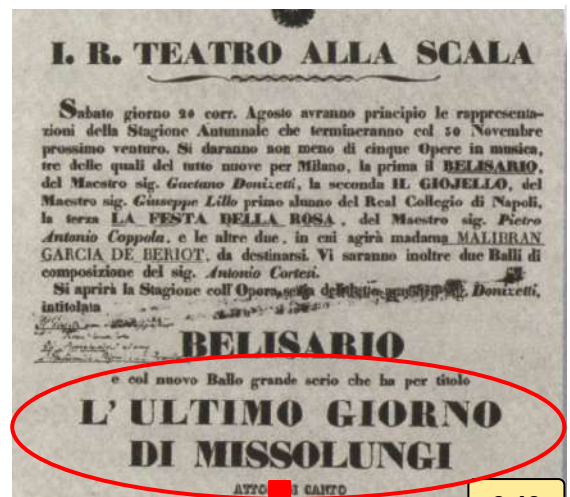 I. R. TEATRO ALLA SCALA
Sabato giorno 20 corr. Agosto avranno principio le rappresenta-
zioni della Stagione Autunnale che termineranno col 30 Novembre
prossimo venturo. Si daranno non meno di cinque Opere in musica,
tre delle quali del tutto nuove per Milano, la prima il BELISARIO,
del Maestro sig. Gaetano Donizetti, la seconda IL GIOJELLO, del
Maestro sig. Giuseppe Lillo primo alunno del Real Collegio di Napoli,
la terza LA FESTA DELLA ROSA, del Maestro sig. Pietro
Antonio Coppola, e le altre due, in cui agirà madama MALIBRAN
GARCIA DE BERIOT, da destinarsi. Vi saranno inoltre due Balli di
composizione del sig. Antonio Cortesi.
Si aprirà la Stagione coll'Opera seria del Donizetti,
intitolata
BELISARIO
e col nuovo Ballo grande serio che ha per titolo
L'ULTIMO GIORNO
DI MISSOLUNGI
CANTO